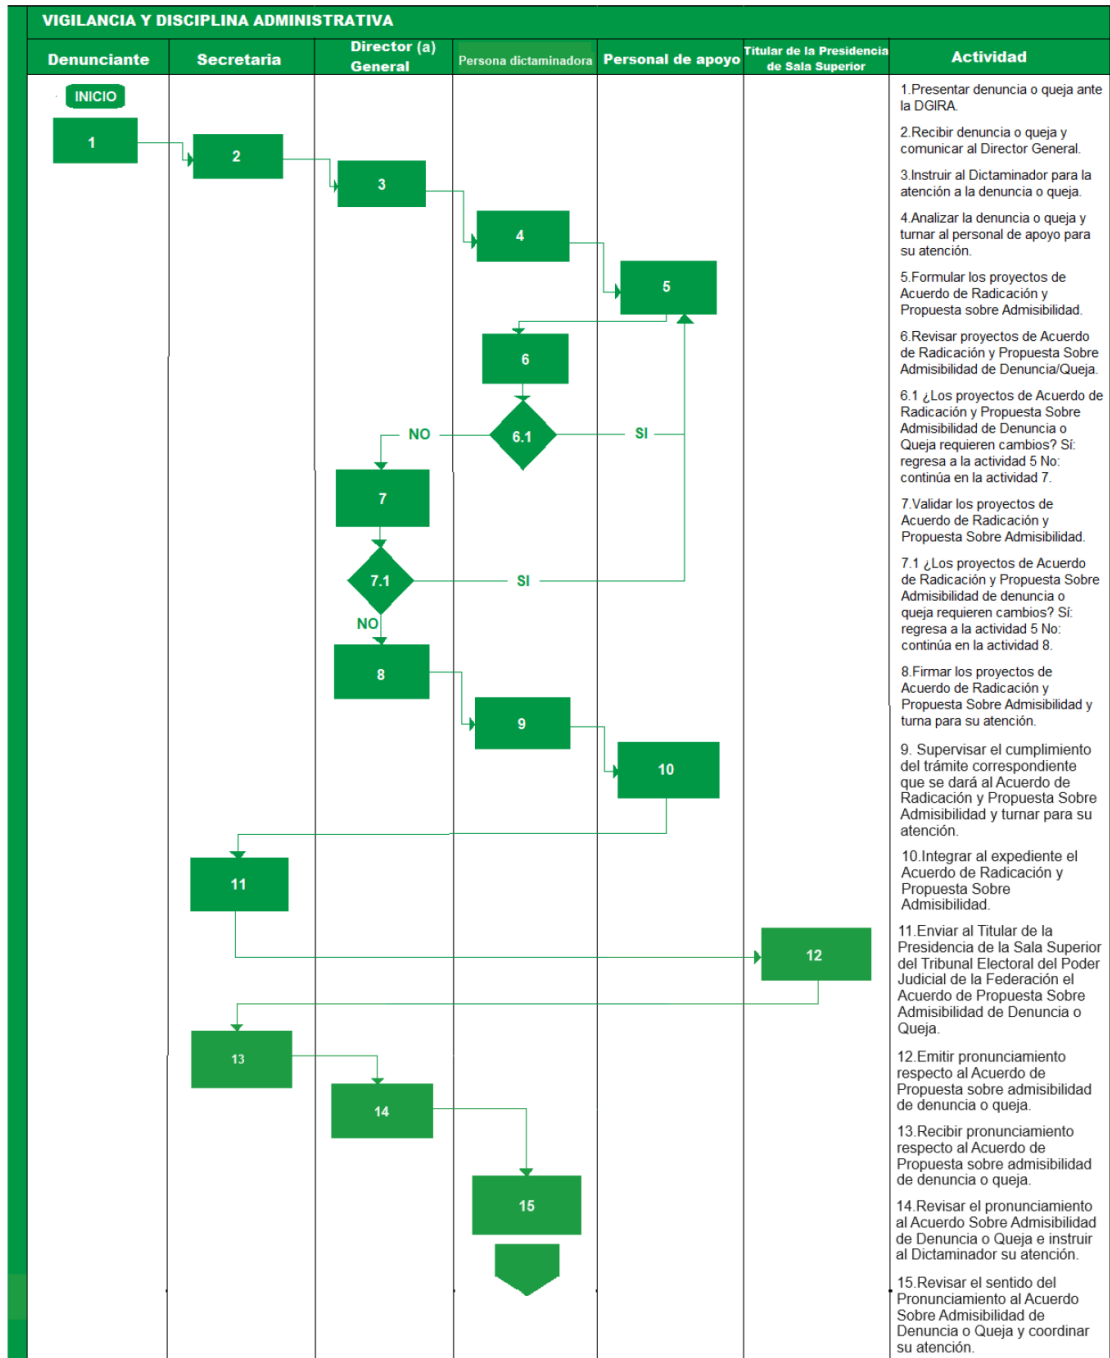 VIGILANCIA Y DISCIPLINA ADMINISTRATIVA
Denunciante
Secretaria
Director (a)
General
Persona dictaminadora
Personal de apoyo
Titular de la Presidencia
de Sala Superior
Actividad
INICIO
1
2
3
4
5
6
6.1
NO
SI
7
7.1
SI
NO
8
9
10
11
12
13
14
15
1.Presentar denuncia o queja ante
la DGIRA.
2.Recibir denuncia o queja y
comunicar al Director General.
3.Instruir al Dictaminador para la
atención a la denuncia o queja.
4.Analizar la denuncia o queja y
turnar al personal de apoyo para
su atención.
5.Formular los proyectos de
Acuerdo de Radicación y
Propuesta sobre Admisibilidad.
6.Revisar proyectos de Acuerdo
de Radicación y Propuesta Sobre
Admisibilidad de Denuncia/Queja.
6.1 ¿Los proyectos de Acuerdo de
Radicación y Propuesta Sobre
Admisibilidad de Denuncia o
Queja requieren cambios? Sí:
regresa a la actividad 5 No:
continúa en la actividad 7.
7.Validar los proyectos de
Acuerdo de Radicación y
Propuesta Sobre Admisibilidad.
7.1 ¿Los proyectos de Acuerdo
de Radicación y Propuesta Sobre
Admisibilidad de denuncia o
queja requieren cambios? Sí:
regresa a la actividad 5 No:
continúa en la actividad 8.
8.Firmar los proyectos de
Acuerdo de Radicación y
Propuesta Sobre Admisibilidad y
turna para su atención.
9. Supervisar el cumplimiento
del trámite correspondiente
que se dará al Acuerdo de
Radicación y Propuesta Sobre
Admisibilidad y turnar para su
atención.
10.Integrar al expediente el
Acuerdo de Radicación y
Propuesta Sobre
Admisibilidad.
11.Enviar al Titular de la
Presidencia de la Sala Superior
del Tribunal Electoral del Poder
Judicial de la Federación el
Acuerdo de Propuesta Sobre
Admisibilidad de Denuncia o
Queja.
12.Emitir pronunciamiento
respecto al Acuerdo de
Propuesta sobre admisibilidad
de denuncia o queja.
13.Recibir pronunciamiento
respecto al Acuerdo de
Propuesta sobre admisibilidad
de denuncia o queja.
14.Revisar el pronunciamiento
al Acuerdo Sobre Admisibilidad
de Denuncia o Queja e instruir
al Dictaminador su atención.
15.Revisar el sentido del
Pronunciamiento al Acuerdo
Sobre Admisibilidad de
Denuncia o Queja y coordinar
su atención.